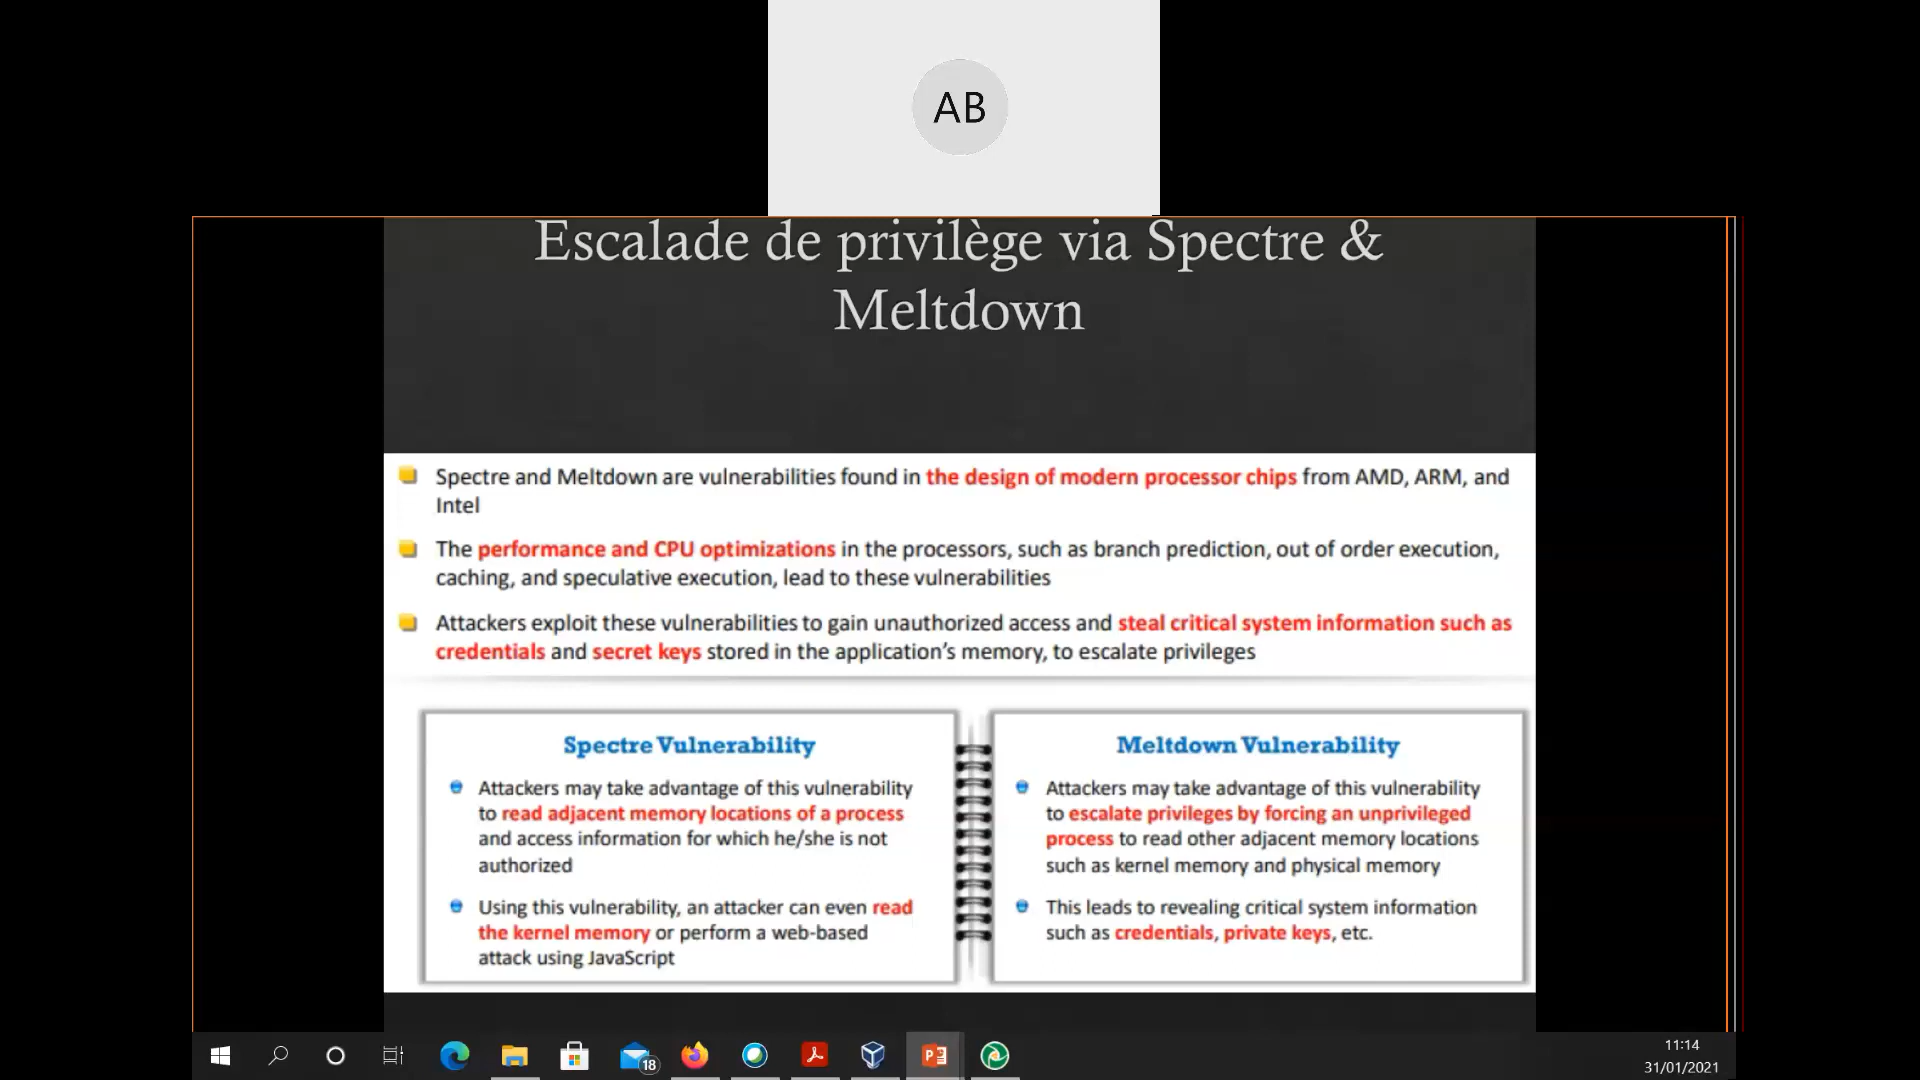 AB
Escalade de privilège via Spectre &
Meltdown
Spectre and Meltdown are vulnerabilities found in the design of modern processor chips from AMD, ARM, and
Intel
The performance and CPU optimizations in the processors, such as branch prediction, out of order execution,
caching, and speculative execution, lead to these vulnerabilities
Attackers exploit these vulnerabilities to gain unauthorized access and steal critical system information such as
credentials and secret keys stored in the application's memory, to escalate privileges
Spectre Vulnerability
Attackers may take advantage of this vulnerability
to read adjacent memory locations of a process
and access information for which he/she is not
authorized
Using this vulnerability, an attacker can even read
the kernel memory or perform a web-based
attack using JavaScript
Meltdown Vulnerability
Attackers may take advantage of this vulnerability
to escalate privileges by forcing an unprivileged
process to read other adjacent memory locations
such as kernel memory and physical memory
This leads to revealing critical system information
such as credentials, private keys, etc.
18
11:14
31/01/2021